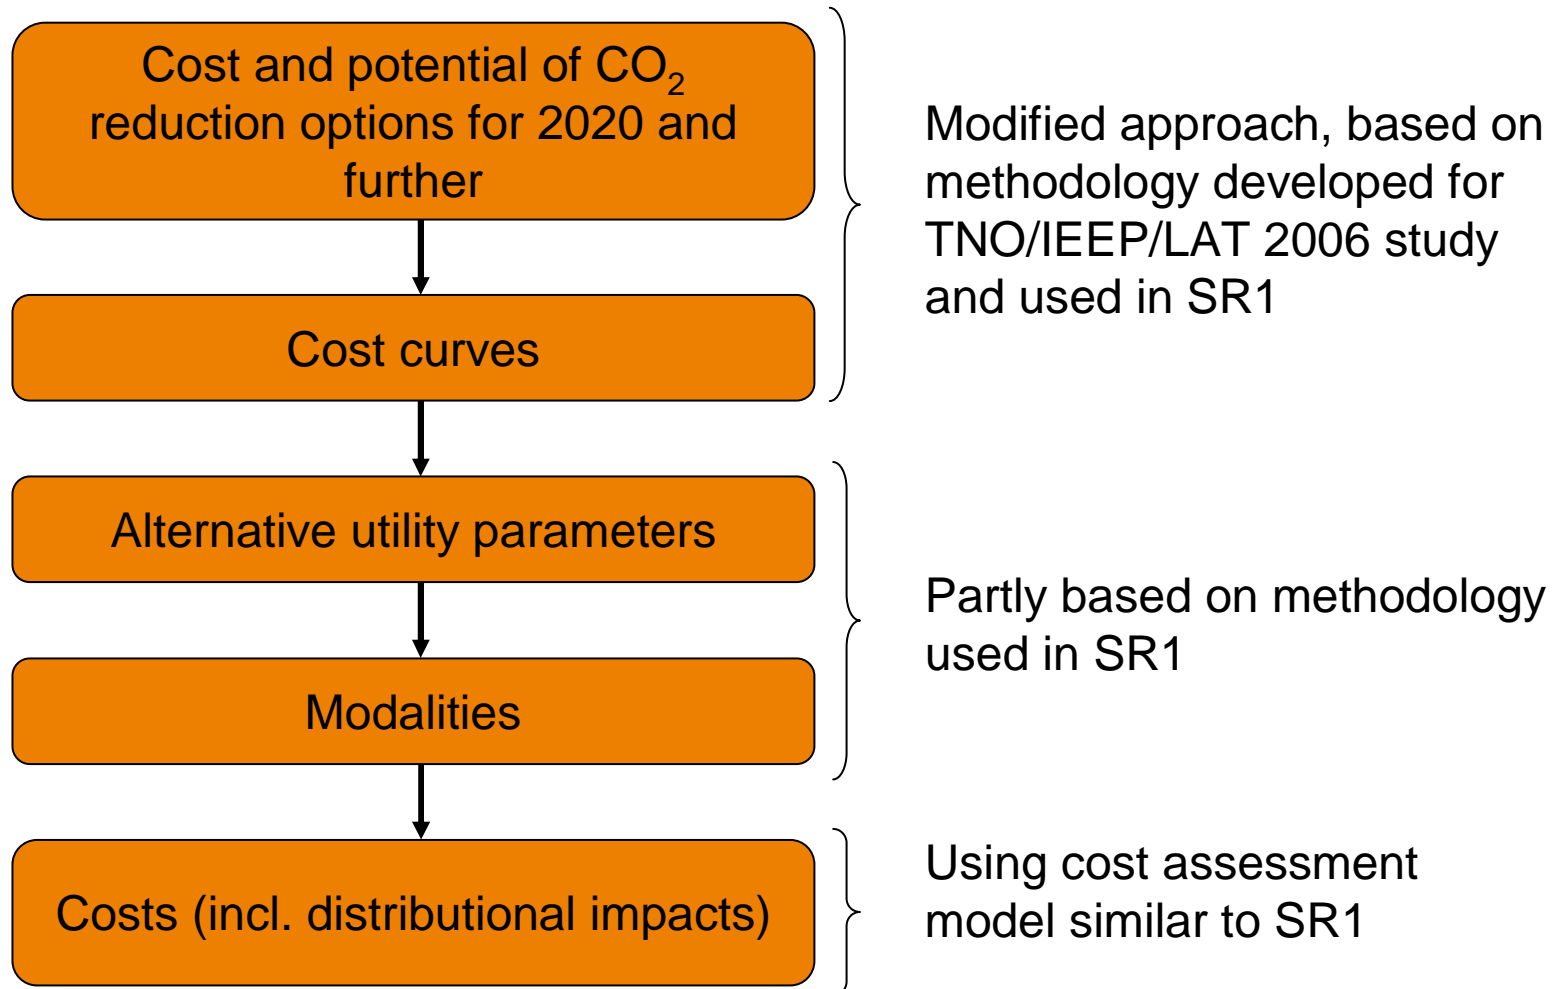 Cost and potential of CO₂
reduction options for 2020 and
further
Modified approach, based on
methodology developed for
TNO/IEEP/LAT 2006 study
and used in SR1
Cost curves
Alternative utility parameters
Partly based on methodology
used in SR1
Modalities
Costs (incl. distributional impacts)
Using cost assessment
model similar to SR1